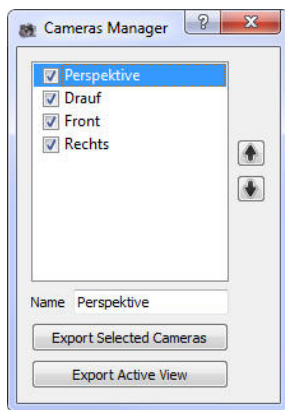 Cameras Manager
Perspektive
Drauf
Front
Rechts
Name Perspektive
Export Selected Cameras
Export Active View